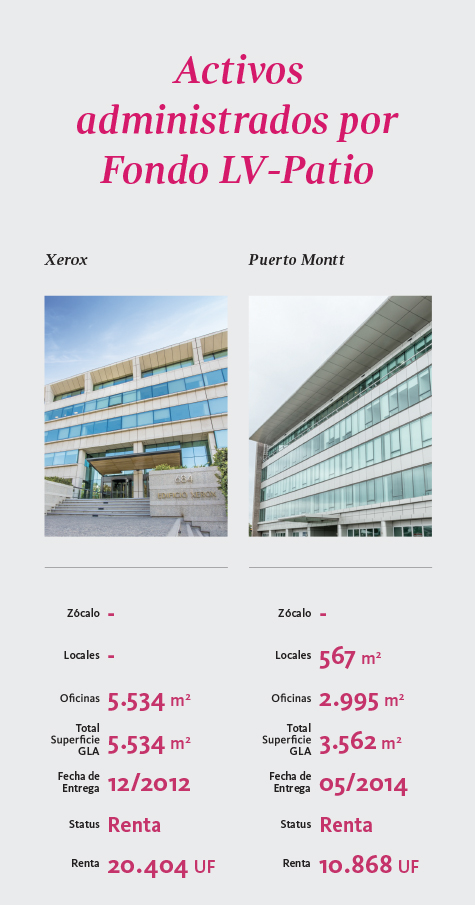 Activos
administrados por
Fondo LV-Patio
Xerox
Puerto Montt
684
EDIFICIO XEROX
Zócalo -
Locales -
Oficinas 5.534 m²
Total
Superficie
GLA 5.534 m²
Fecha de
Entrega 12/2012
Status Renta
Renta 20.404 UF
Zócalo -
Locales 567 m²
Oficinas 2.995 m²
Total
Superficie
GLA 3.562 m²
Fecha de
Entrega 05/2014
Status Renta
Renta 10.868 UF